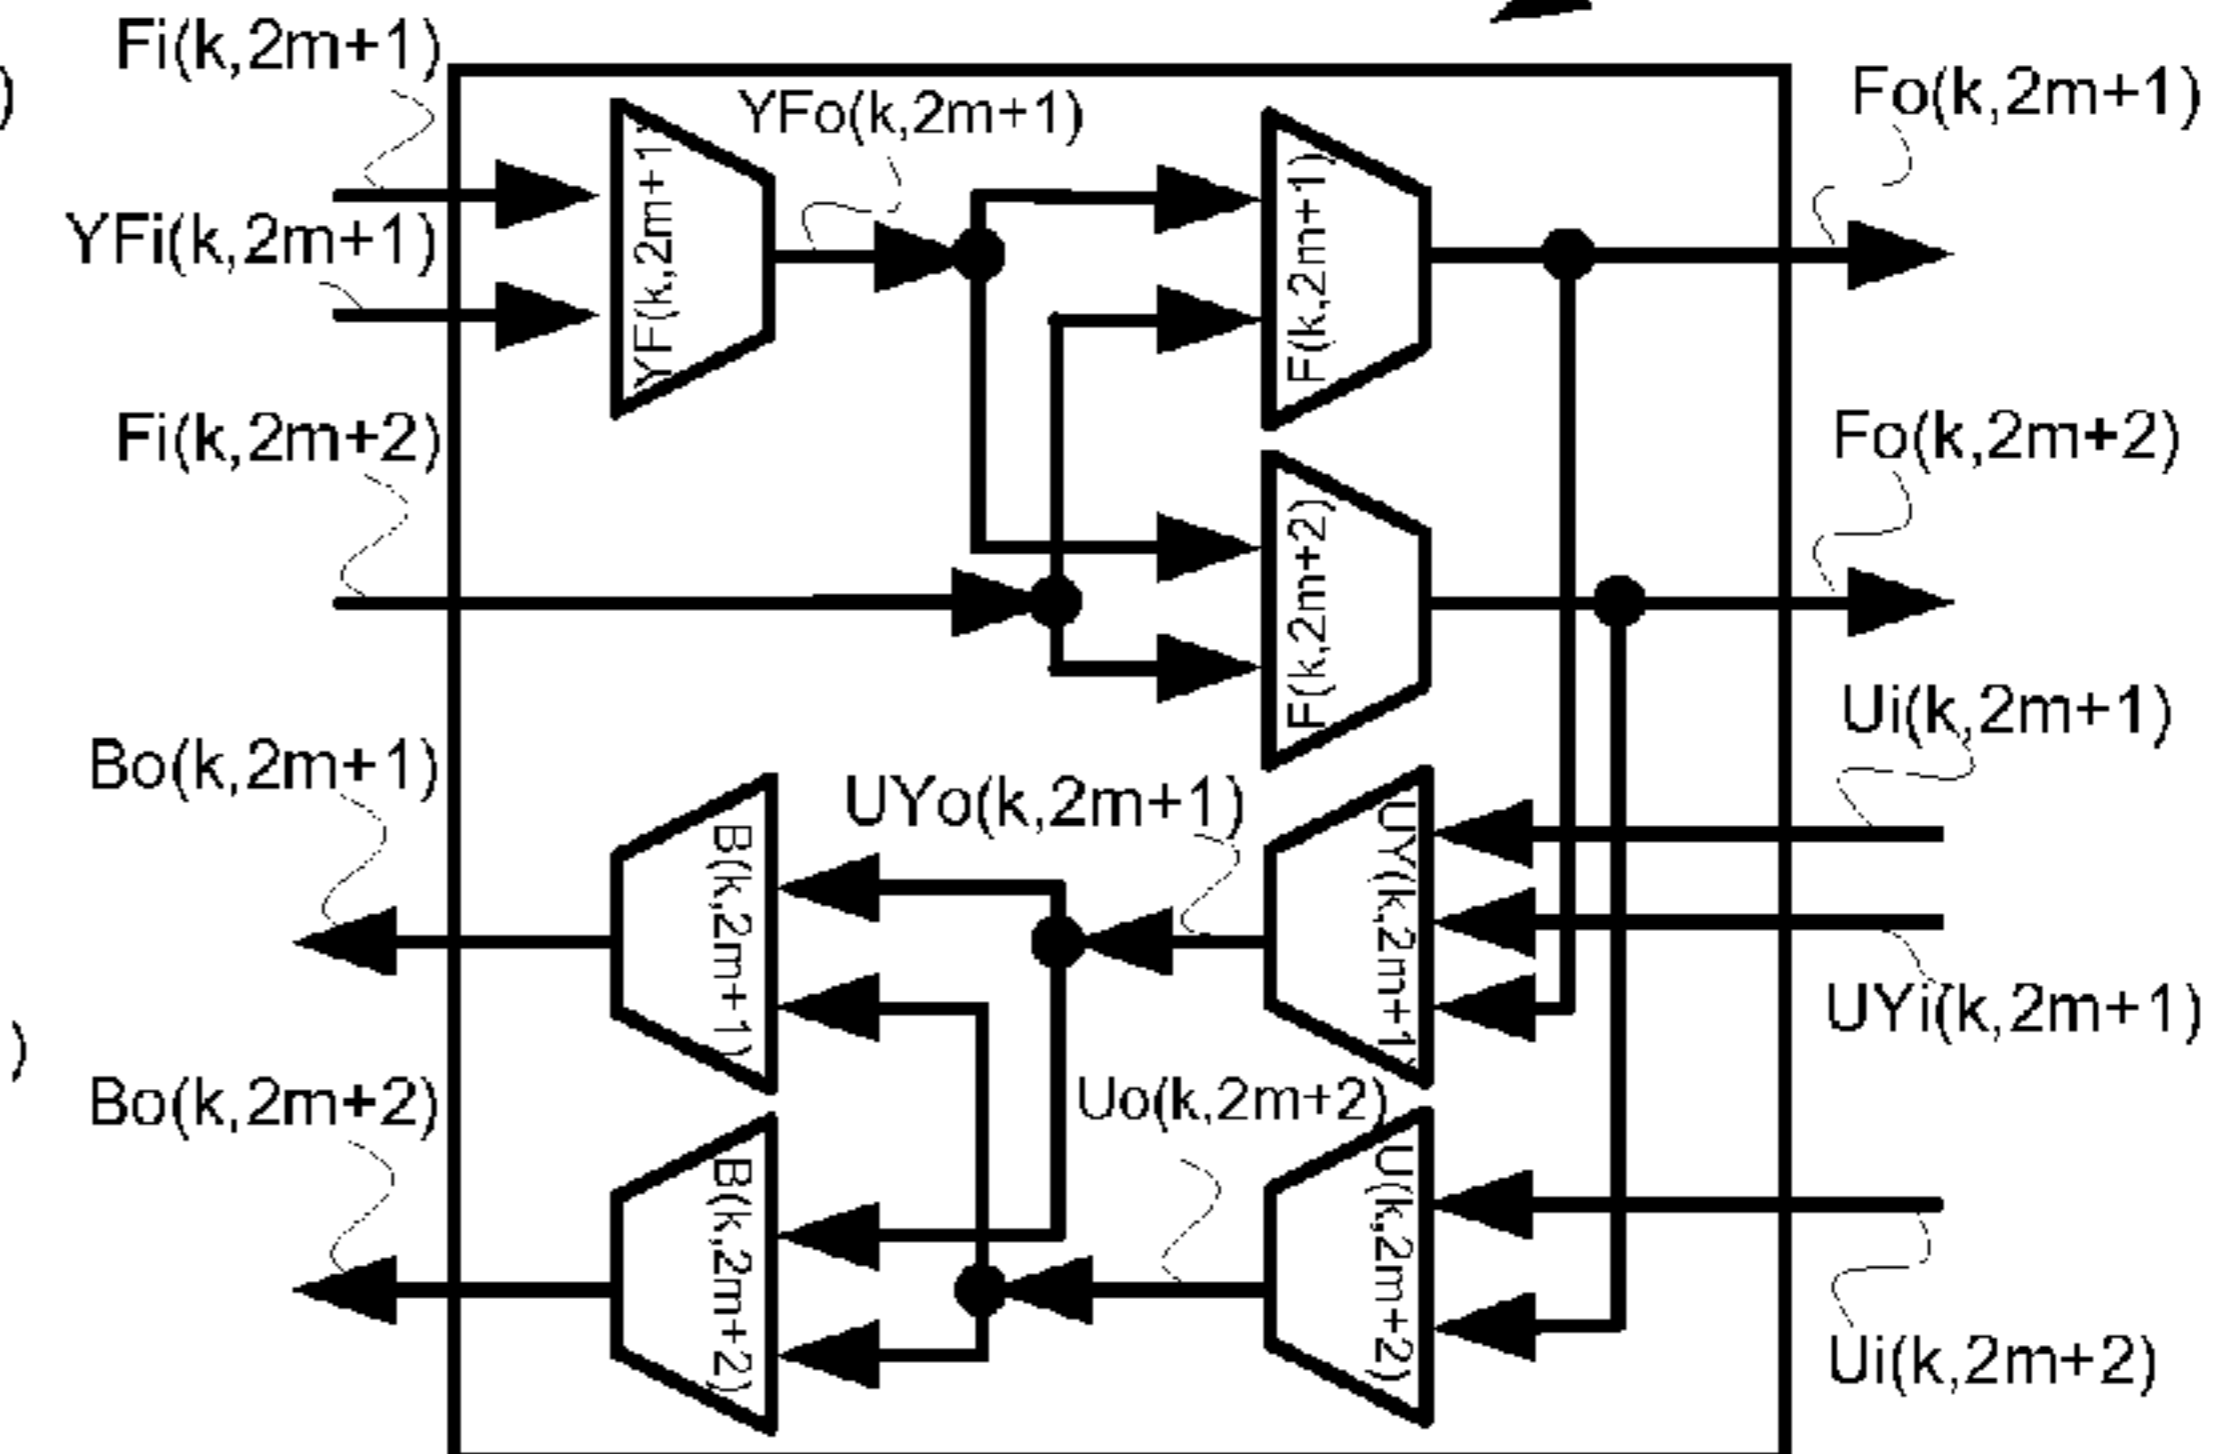 Fi(k,2m+1)
)
YFo(k,2m+1)
Fo(k,2m+1)
YFi(k,2m+1)
YF(k,2m+1)
F(k,2m+1)
Fi(k,2m+2)
Fo(k,2m+2)
F(k,2m+2)
Ui(k,2m+1)
Bo(k,2m+1)
UYo(k,2m+1)
B(k,2m+1)
UY(k,2m+1)
UYi(k,2m+1)
)
Bo(k,2m+2)
Uo(k,2m+2)
B(k,2m+2)
U(k,2m+2)
Ui(k,2m+2)